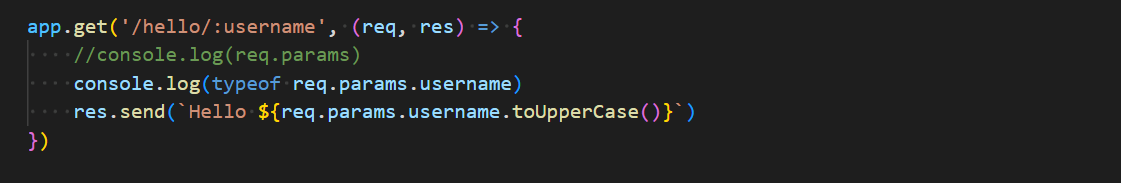 app.get('/hello/:username', (req, res) => {
    //console.log(req.params)
    console.log(typeof req.params.username)
    res.send(`Hello ${req.params.username.toUpperCase()}`)
})